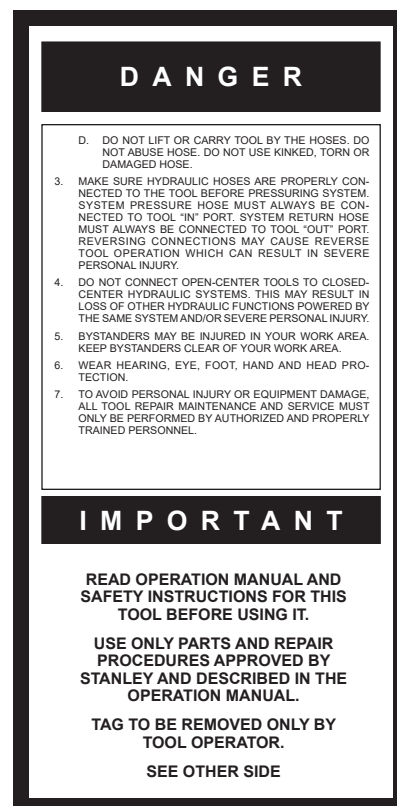 DANGER
D. DO NOT LIFT OR CARRY TOOL BY THE HOSES. DO
NOT ABUSE HOSE. DO NOT USE KINKED, TORN OR
DAMAGED HOSE.
3. MAKE SURE HYDRAULIC HOSES ARE PROPERLY CON-
NECTED TO THE TOOL BEFORE PRESSURING SYSTEM.
SYSTEM PRESSURE HOSE MUST ALWAYS BE CON-
NECTED TO TOOL “IN” PORT. SYSTEM RETURN HOSE
MUST ALWAYS BE CONNECTED TO TOOL “OUT” PORT.
REVERSING CONNECTIONS MAY CAUSE REVERSE
TOOL OPERATION WHICH CAN RESULT IN SEVERE
PERSONAL INJURY.
4. DO NOT CONNECT OPEN-CENTER TOOLS TO CLOSED-
CENTER HYDRAULIC SYSTEMS. THIS MAY RESULT IN
LOSS OF OTHER HYDRAULIC FUNCTIONS POWERED BY
THE SAME SYSTEM AND/OR SEVERE PERSONAL INJURY.
5. BYSTANDERS MAY BE INJURED IN YOUR WORK AREA.
KEEP BYSTANDERS CLEAR OF YOUR WORK AREA.
6. WEAR HEARING, EYE, FOOT, HAND AND HEAD PRO-
TECTION.
7. TO AVOID PERSONAL INJURY OR EQUIPMENT DAMAGE,
ALL TOOL REPAIR MAINTENANCE AND SERVICE MUST
ONLY BE PERFORMED BY AUTHORIZED AND PROPERLY
TRAINED PERSONNEL.
IMPORTANT
READ OPERATION MANUAL AND
SAFETY INSTRUCTIONS FOR THIS
TOOL BEFORE USING IT.
USE ONLY PARTS AND REPAIR
PROCEDURES APPROVED BY
STANLEY AND DESCRIBED IN THE
OPERATION MANUAL.
TAG TO BE REMOVED ONLY BY
TOOL OPERATOR.
SEE OTHER SIDE